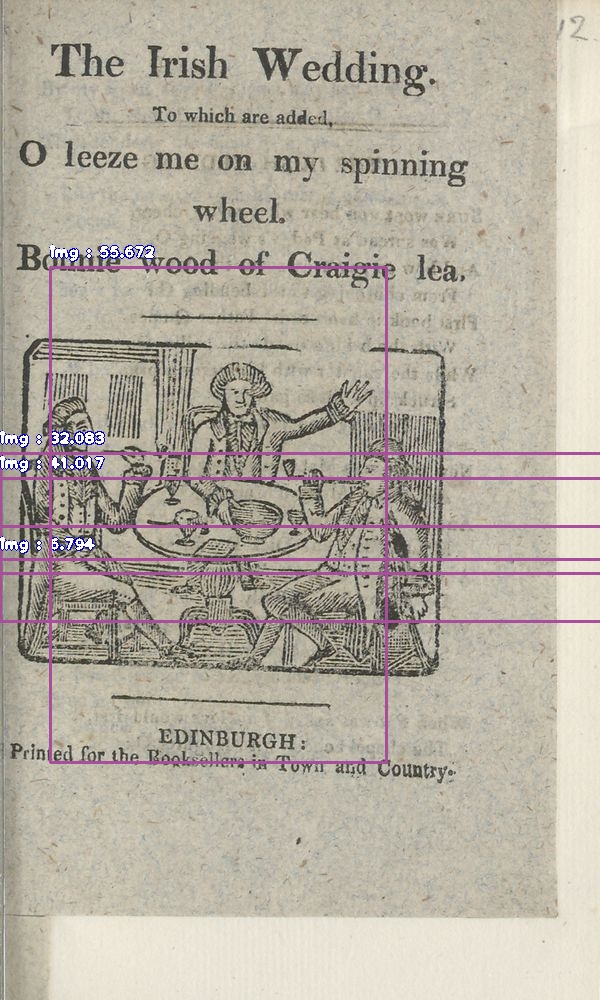 12.
The Irish Wedding.
To which are added,
O leeze me on my spinning
wheel.
Bonnie wood of Craigie lea.
img : 55.672
img : 32.083
img : 41.017
img : 5.794
EDINBURGH:
Printed for the Booksellers in Town and Country.